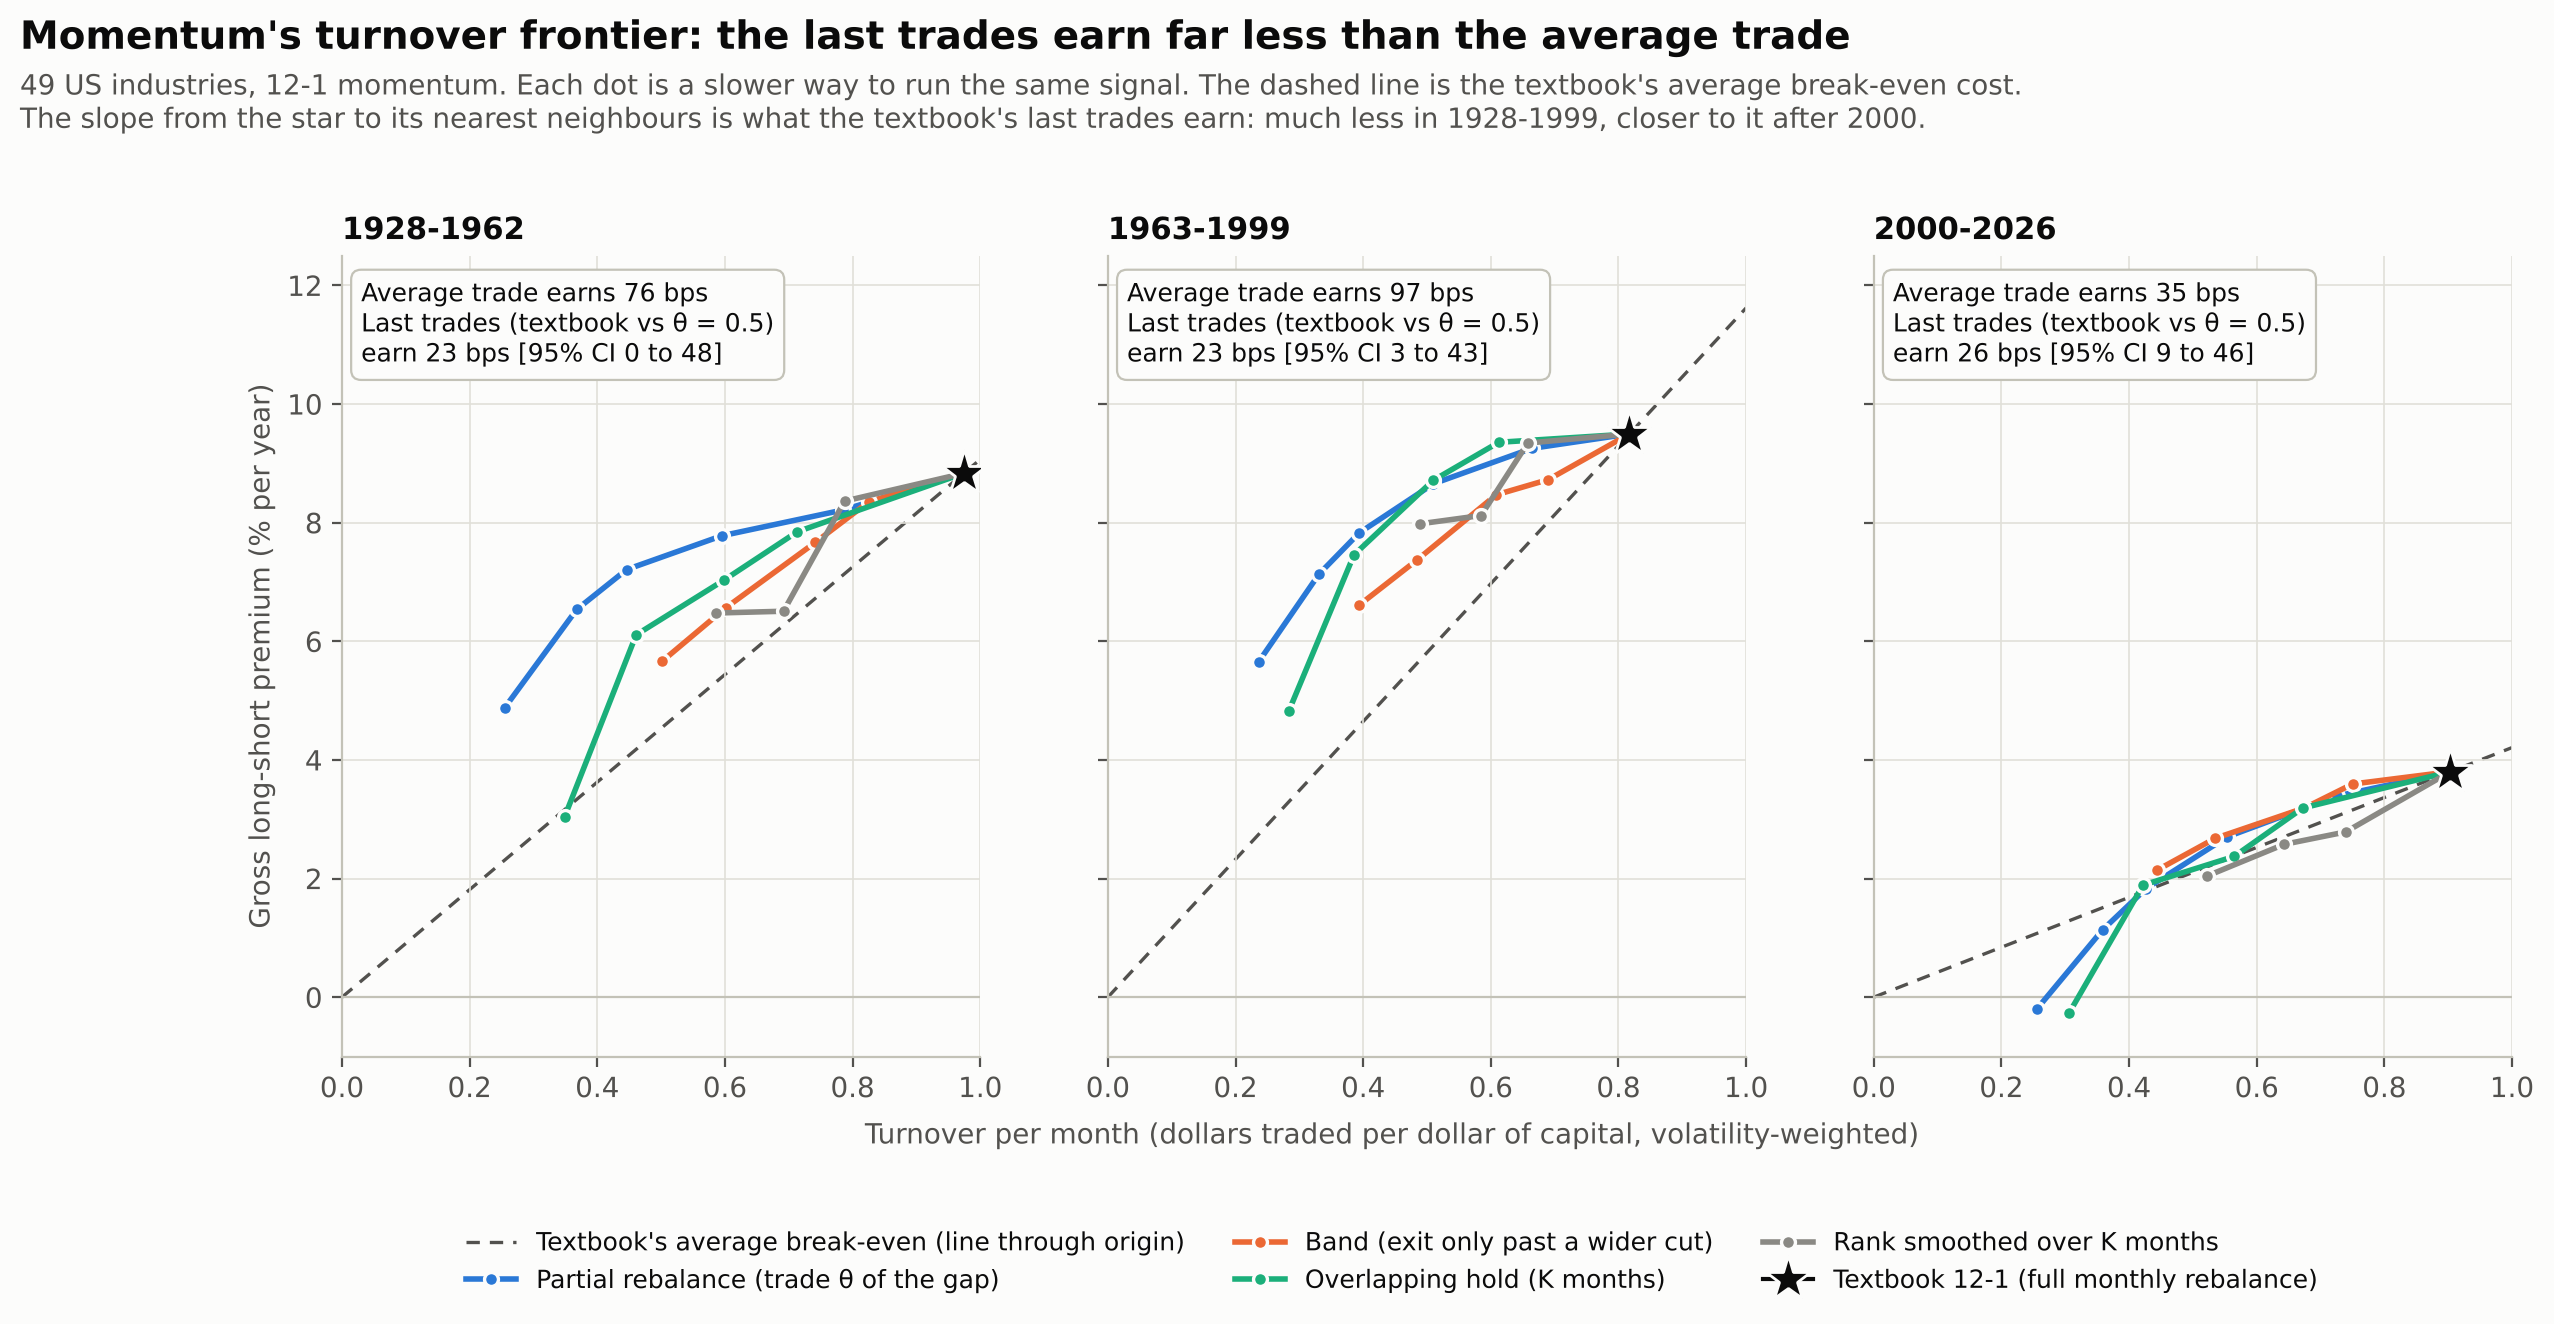 Momentum's turnover frontier: the last trades earn far less than the average trade
49 US industries, 12-1 momentum. Each dot is a slower way to run the same signal. The dashed line is the textbook's average break-even cost.
The slope from the star to its nearest neighbours is what the textbook's last trades earn: much less in 1928-1999, closer to it after 2000.
1928-1962
1963-1999
2000-2026
Average trade earns 76 bps
Last trades (textbook vs θ = 0.5)
earn 23 bps [95% CI 0 to 48]
Average trade earns 97 bps
Last trades (textbook vs θ = 0.5)
earn 23 bps [95% CI 3 to 43]
Average trade earns 35 bps
Last trades (textbook vs θ = 0.5)
earn 26 bps [95% CI 9 to 46]
Gross long-short premium (% per year)
12
10
8
6
4
2
0
0.0 0.2 0.4 0.6 0.8 1.0
0.0 0.2 0.4 0.6 0.8 1.0
0.0 0.2 0.4 0.6 0.8 1.0
Turnover per month (dollars traded per dollar of capital, volatility-weighted)
Textbook's average break-even (line through origin)
Partial rebalance (trade θ of the gap)
Band (exit only past a wider cut)
Overlapping hold (K months)
Rank smoothed over K months
Textbook 12-1 (full monthly rebalance)